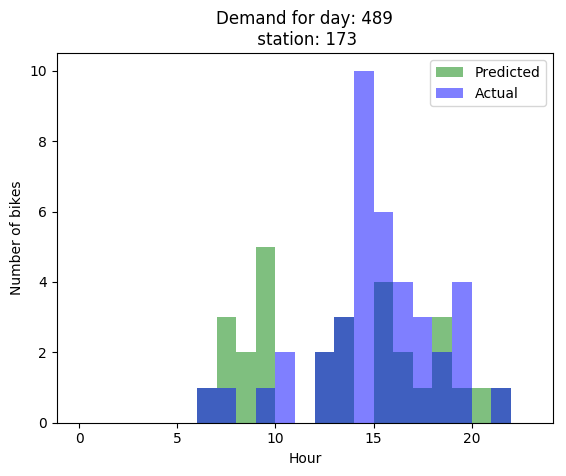 Demand for day: 489
station: 173
Predicted
Actual
Number of bikes
10
8
6
4
2
0
0
5
10
15
20
Hour